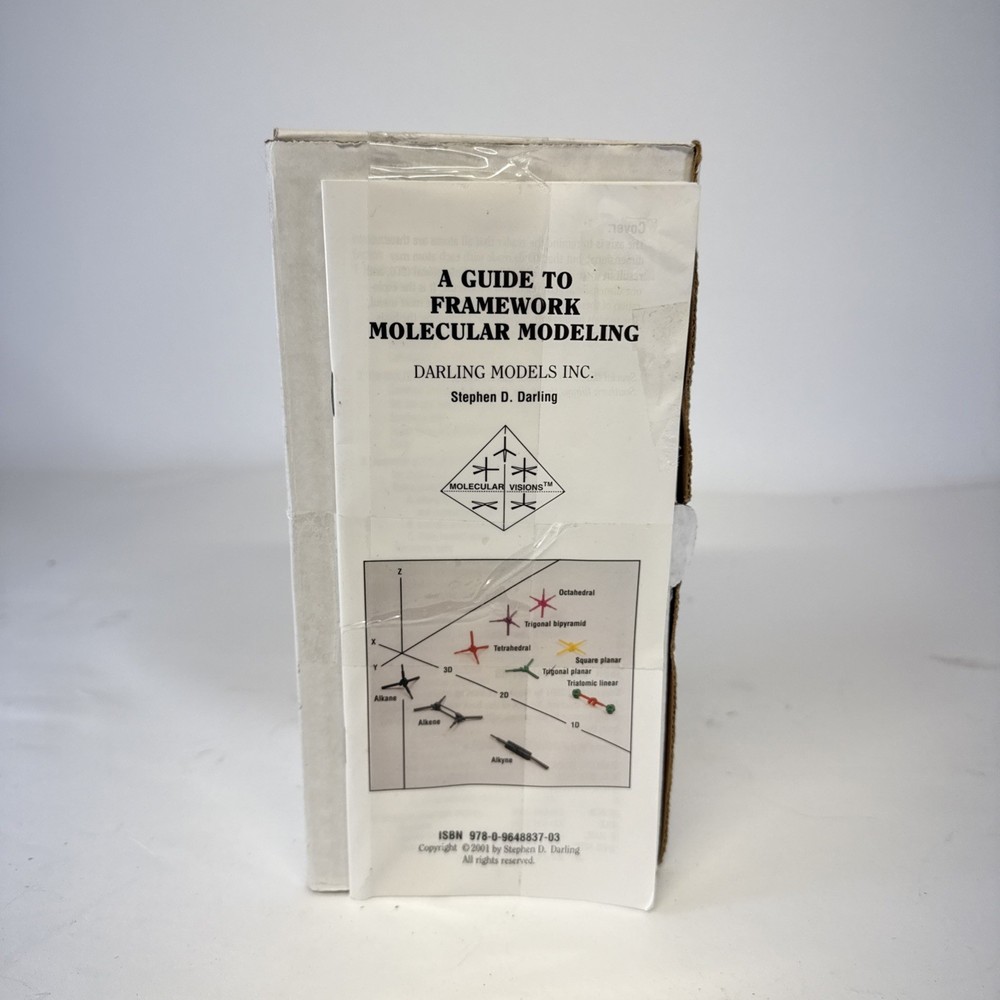 A GUIDE TO
FRAMEWORK
MOLECULAR MODELING
DARLING MODELS INC.
Stephen D. Darling
MOLECULAR VISIONS™
Z
Octahedral
Trigonal bipyramid
X
Tetrahedral
Square planar
Y
3D
Trigonal planar
Triatomic linear
Alkane
2D
Alkene
1D
Alkyne
ISBN 978-0-9648837-03
Copyright ©2001 by Stephen D. Darling
All rights reserved.